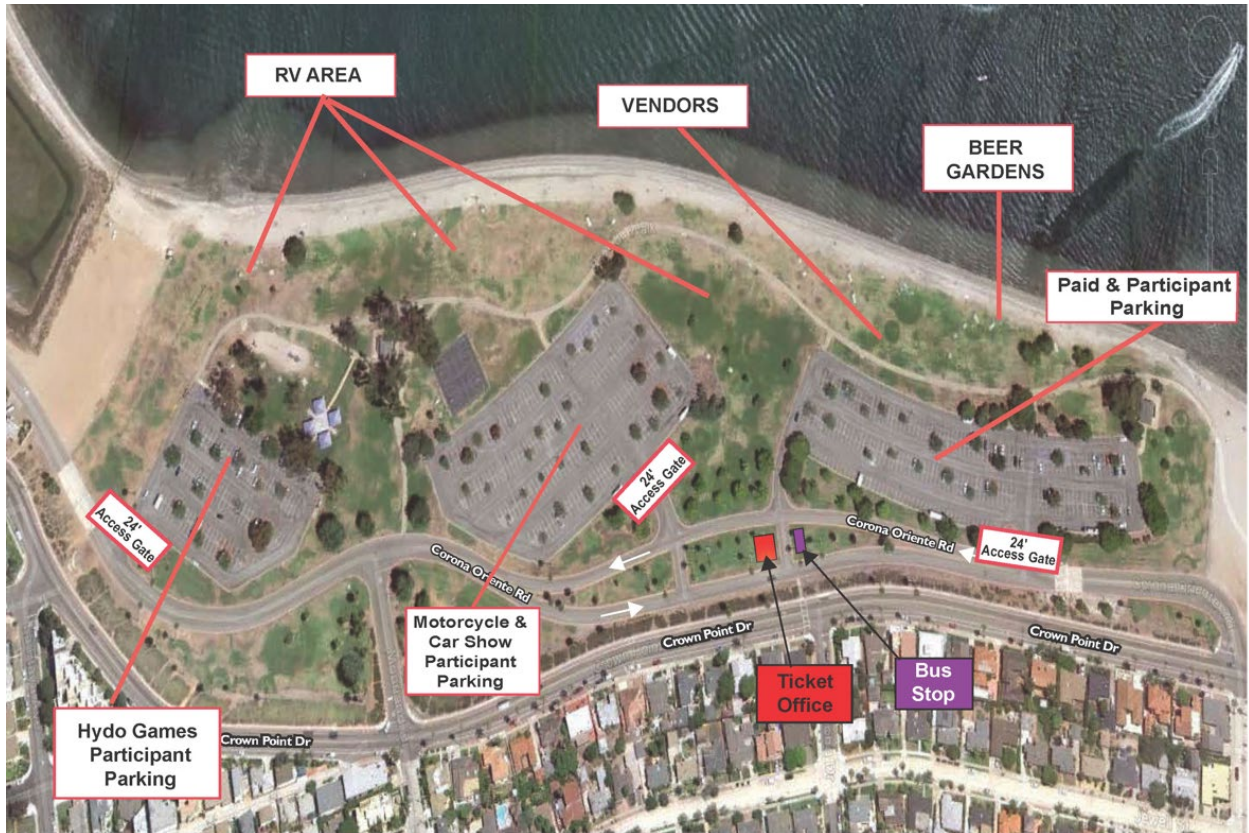 RV AREA
VENDORS
BEER
GARDENS
Paid & Participant
Parking
24'
Access Gate
24'
Access Gate
Corona Oriente Rd
24'
Access Gate
Corona Oriente Rd
Motorcycle &
Car Show
Participant
Parking
Crown Point Dr
Crown Point Dr
Ticket
Office
Bus
Stop
Hydo Games
Participant
Parking
Crown Point Dr